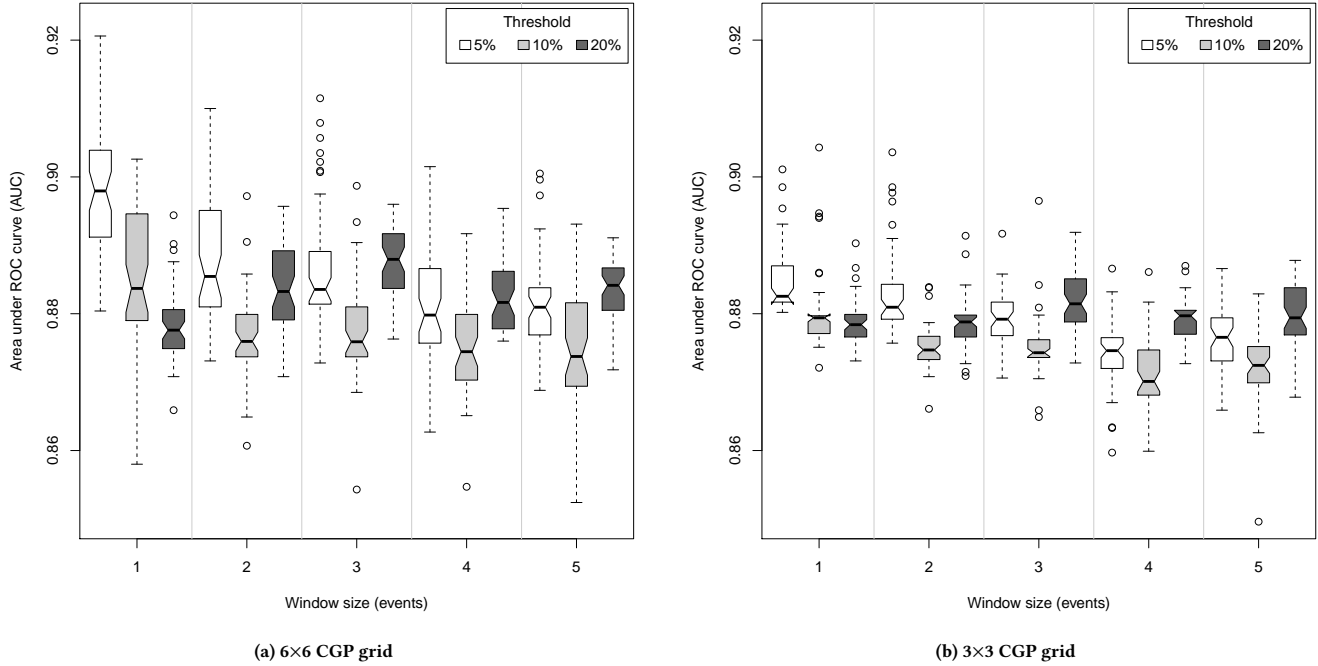 Threshold
5% 10% 20%
0.92
0.90
0.88
0.86
Area under ROC curve (AUC)
1 2 3 4 5
Window size (events)
(a) 6×6 CGP grid
Threshold
5% 10% 20%
0.92
0.90
0.88
0.86
Area under ROC curve (AUC)
1 2 3 4 5
Window size (events)
(b) 3×3 CGP grid